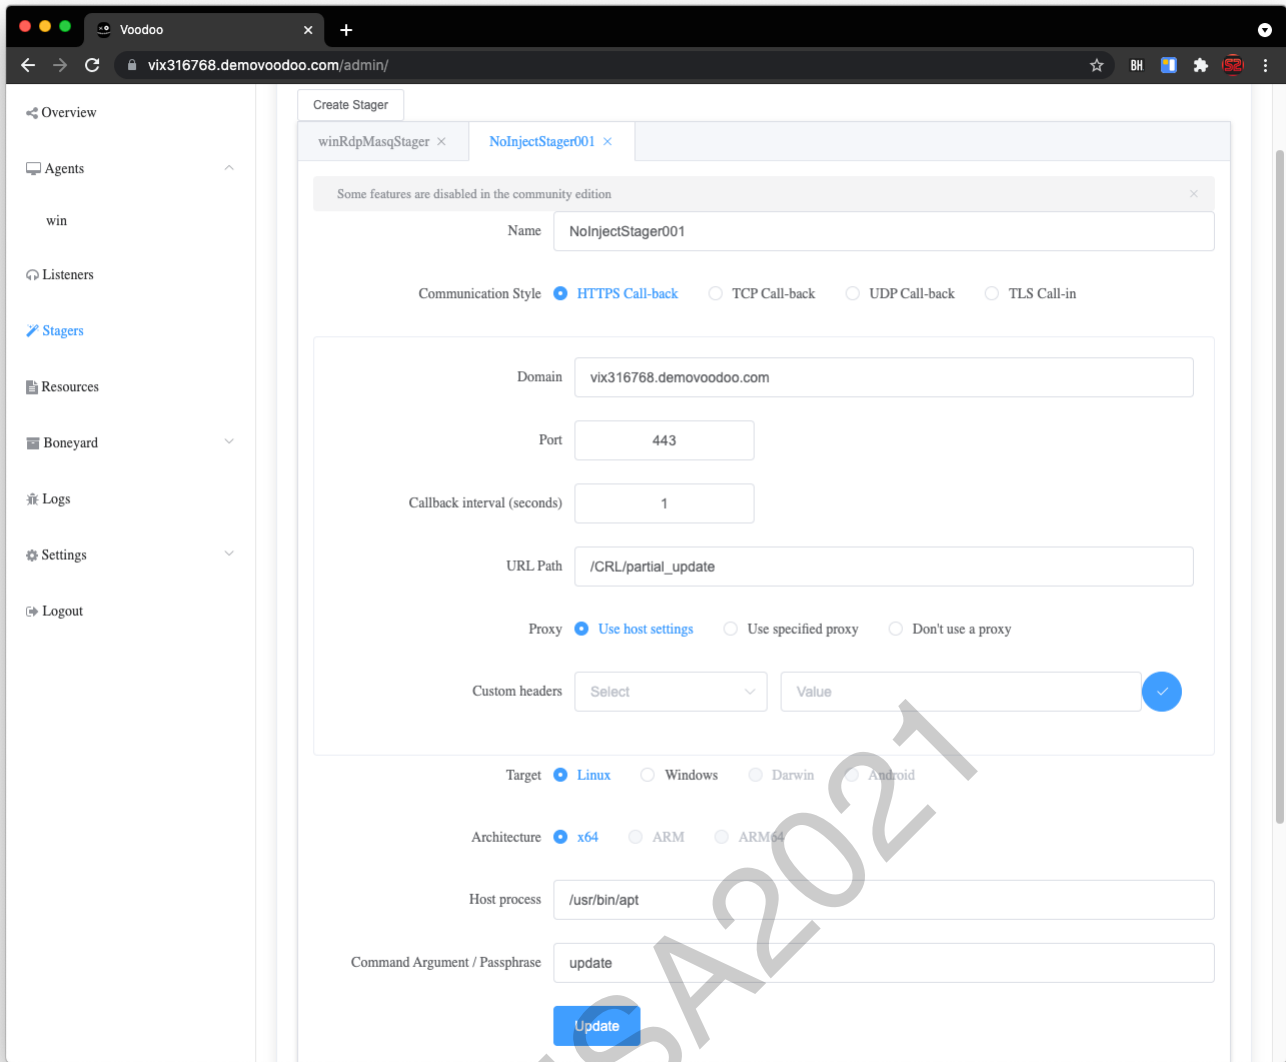 Voodoo
vix316768.demovoodoo.com/admin/
BH
Overview
Agents
win
Listeners
Stagers
Resources
Boneyard
Logs
Settings
Logout
Create Stager
winRdpMasqStager
NoInjectStager001
Some features are disabled in the community edition
Name NoInjectStager001
Communication Style HTTPS Call-back TCP Call-back UDP Call-back TLS Call-in
Domain vix316768.demovoodoo.com
Port 443
Callback interval (seconds) 1
URL Path /CRL/partial_update
Proxy Use host settings Use specified proxy Don't use a proxy
Custom headers Select Value
Target Linux Windows Darwin Android
Architecture x64 ARM ARM64
Host process /usr/bin/apt
Command Argument / Passphrase update
Update
SA2021